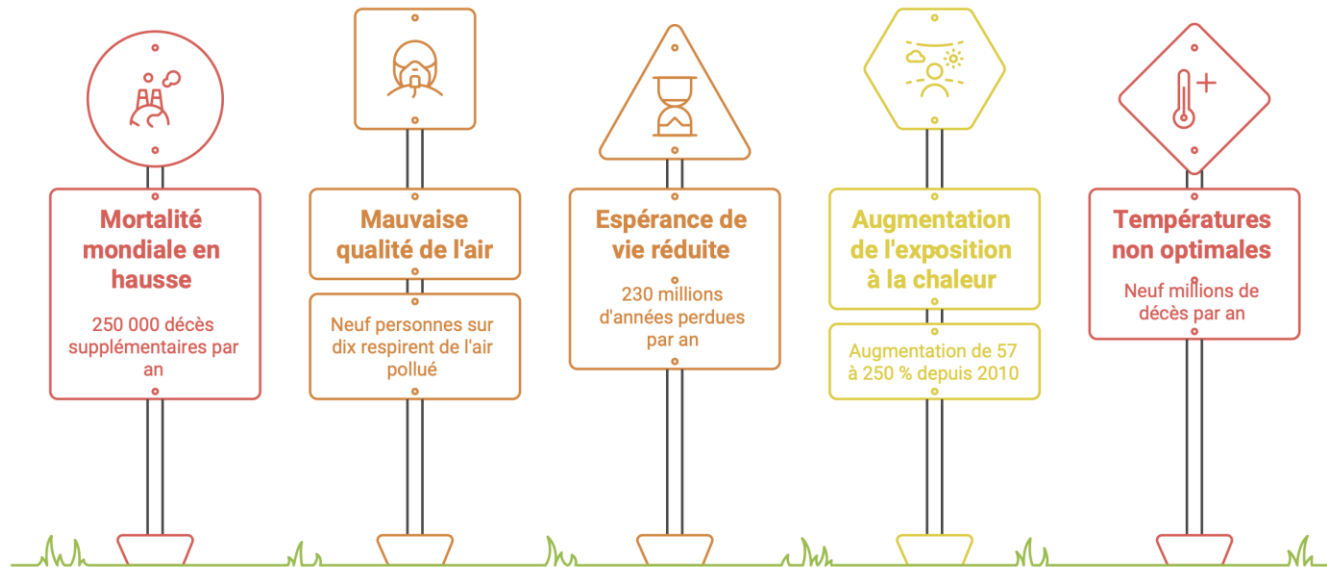 Mortalité
mondiale en
hausse
250 000 décès
supplémentaires par
an
Mauvaise
qualité de l'air
Neuf personnes sur
dix respirent de l'air
pollué
Espérance de
vie réduite
230 millions
d'années perdues
par an
Augmentation
de l'exposition
à la chaleur
Augmentation de 57
à 250 % depuis 2010
Températures
non optimales
Neuf millions de
décès par an